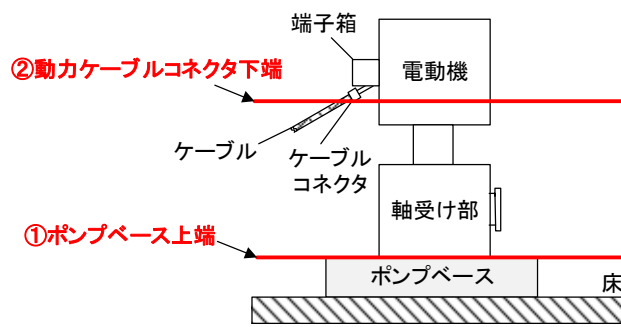 端子箱
②動力ケーブルコネクタ下端
電動機
ケーブル
ケーブル
コネクタ
軸受け部
①ポンプベース上端
ポンプベース
床